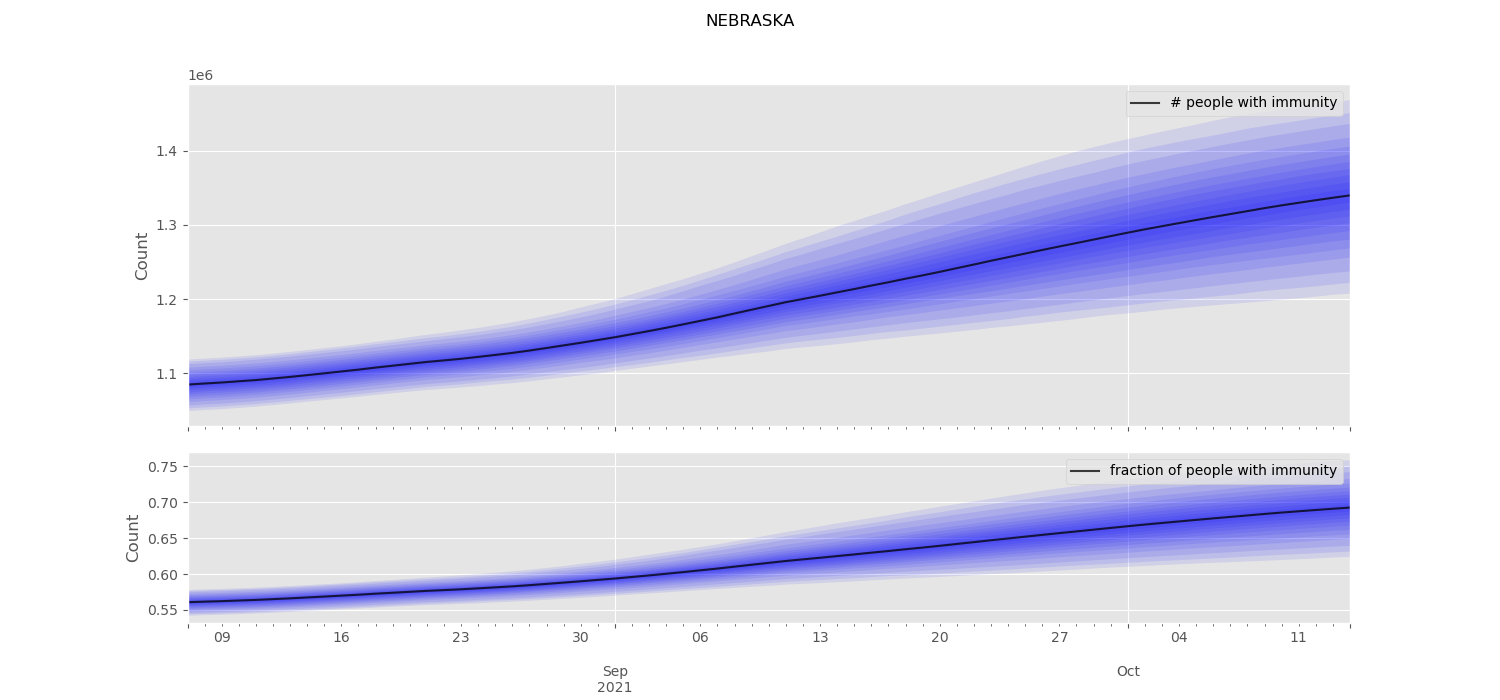 NEBRASKA
1e6
# people with immunity
1.4
1.3
1.2
1.1
Count
fraction of people with immunity
0.75
0.70
0.65
0.60
0.55
Count
09 16 23 30 06 13 20 27 04 11
Sep Oct
2021